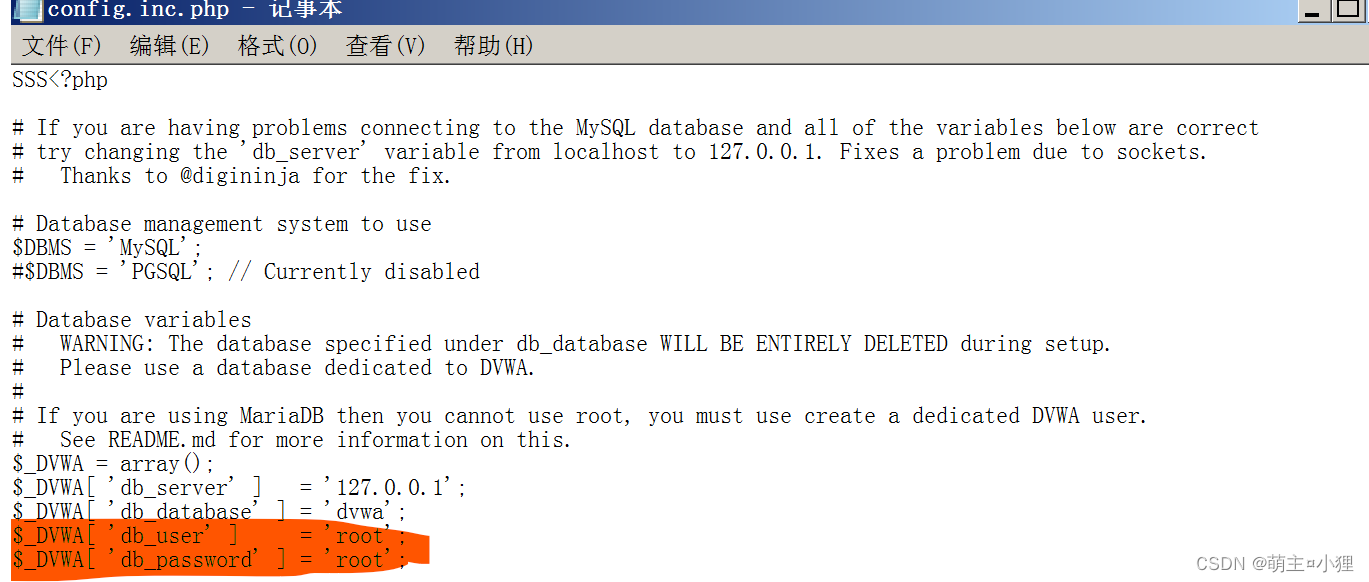 config.inc.php - 记事本
文件(F) 编辑(E) 格式(O) 查看(V) 帮助(H)
SSS<?php
# If you are having problems connecting to the MySQL database and all of the variables below are correct
# try changing the 'db_server' variable from localhost to 127.0.0.1. Fixes a problem due to sockets.
#   Thanks to @digininja for the fix.
# Database management system to use
$DBMS = 'MySQL';
#$DBMS = 'PGSQL'; // Currently disabled
# Database variables
#   WARNING: The database specified under db_database WILL BE ENTIRELY DELETED during setup.
#   Please use a database dedicated to DVWA.
#
# If you are using MariaDB then you cannot use root, you must use create a dedicated DVWA user.
#   See README.md for more information on this.
$_DVWA = array();
$_DVWA[ 'db_server' ]   = '127.0.0.1';
$_DVWA[ 'db_database' ] = 'dvwa';
$_DVWA[ 'db_user' ]     = 'root';
$_DVWA[ 'db_password' ] = 'root';
CSDN @萌主¤小狸